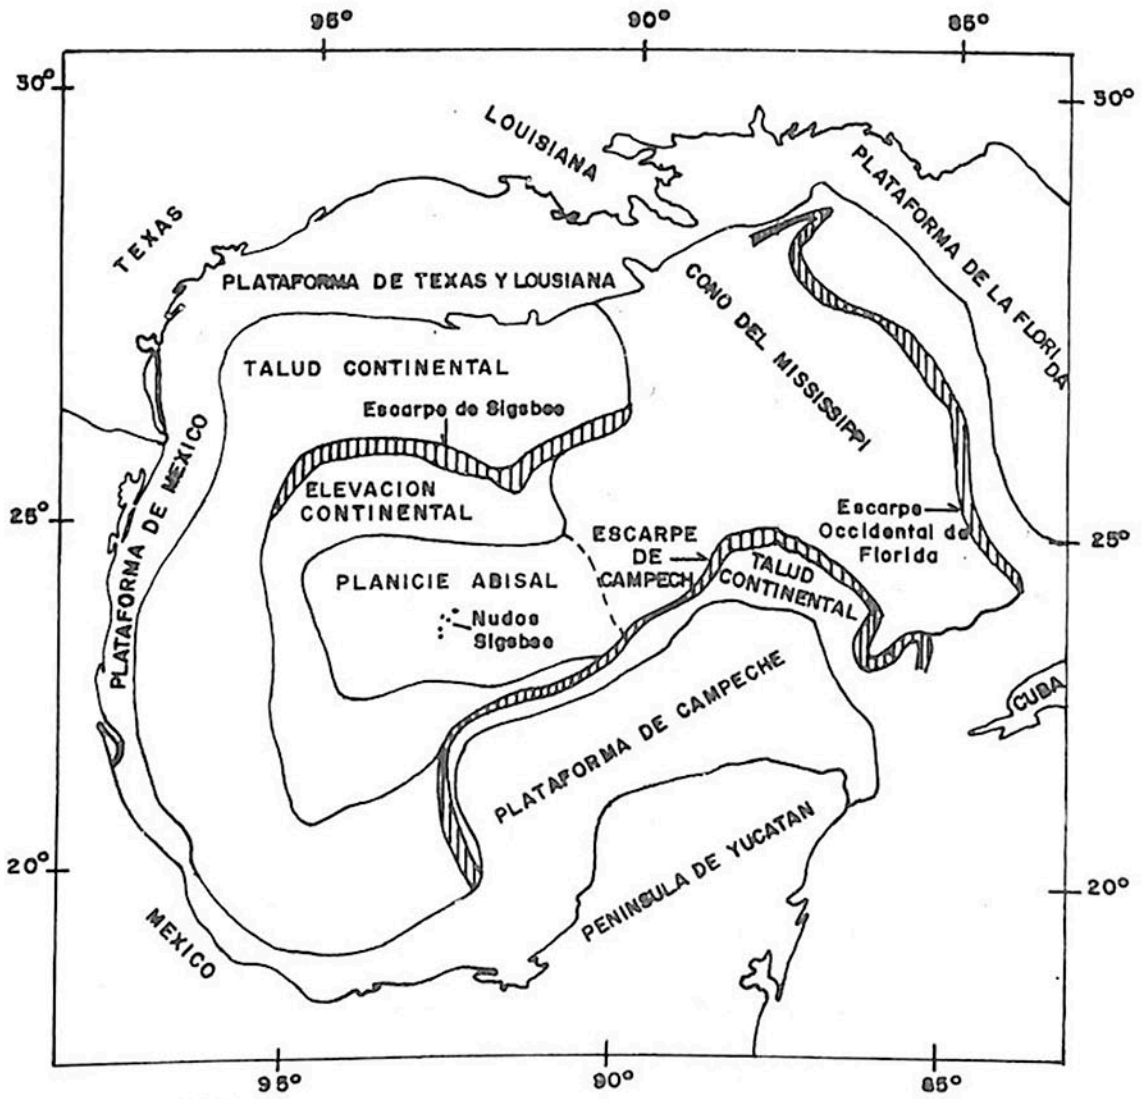 95°
90°
85°
30°
30°
LOUISIANA
TEXAS
PLATAFORMA DE LA FLORIDA
PLATAFORMA DE TEXAS Y LOUSIANA
CONO DEL MISSISSIPPI
TALUD CONTINENTAL
Escarpe de Sigsbee
PLATAFORMA DE MEXICO
ELEVACION
CONTINENTAL
25°
25°
Escarpe
Occidental de
Florida
ESCARPE
DE
CAMPECH
TALUD
CONTINENTAL
PLANICIE ABISAL
Nudos
Sigsbee
PLATAFORMA DE CAMPECHE
CUBA
PENINSULA DE YUCATAN
20°
20°
MEXICO
95°
90°
85°